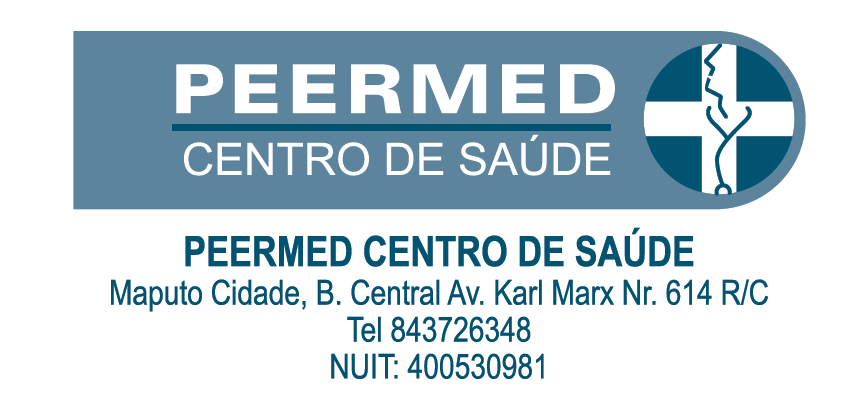 PEERMED
CENTRO DE SAÚDE
PEERMED CENTRO DE SAÚDE
Maputo Cidade, B. Central Av. Karl Marx Nr. 614 R/C
Tel 843726348
NUIT: 400530981